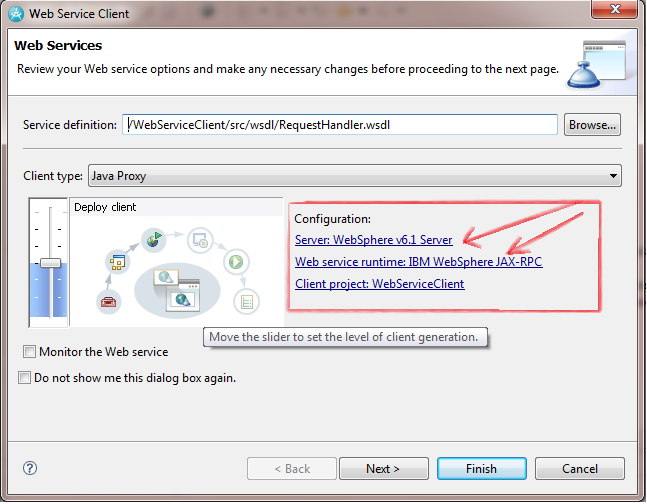 Web Service Client
Web Services
Review your Web service options and make any necessary changes before proceeding to the next page.
Service definition: /WebServiceClient/src/wsdl/RequestHandler.wsdl Browse...
Client type: Java Proxy
Deploy client
Configuration:
Server: WebSphere v6.1 Server
Web service runtime: IBM WebSphere JAX-RPC
Client project: WebServiceClient
Move the slider to set the level of client generation.
Monitor the Web service
Do not show me this dialog box again.
? < Back Next > Finish Cancel